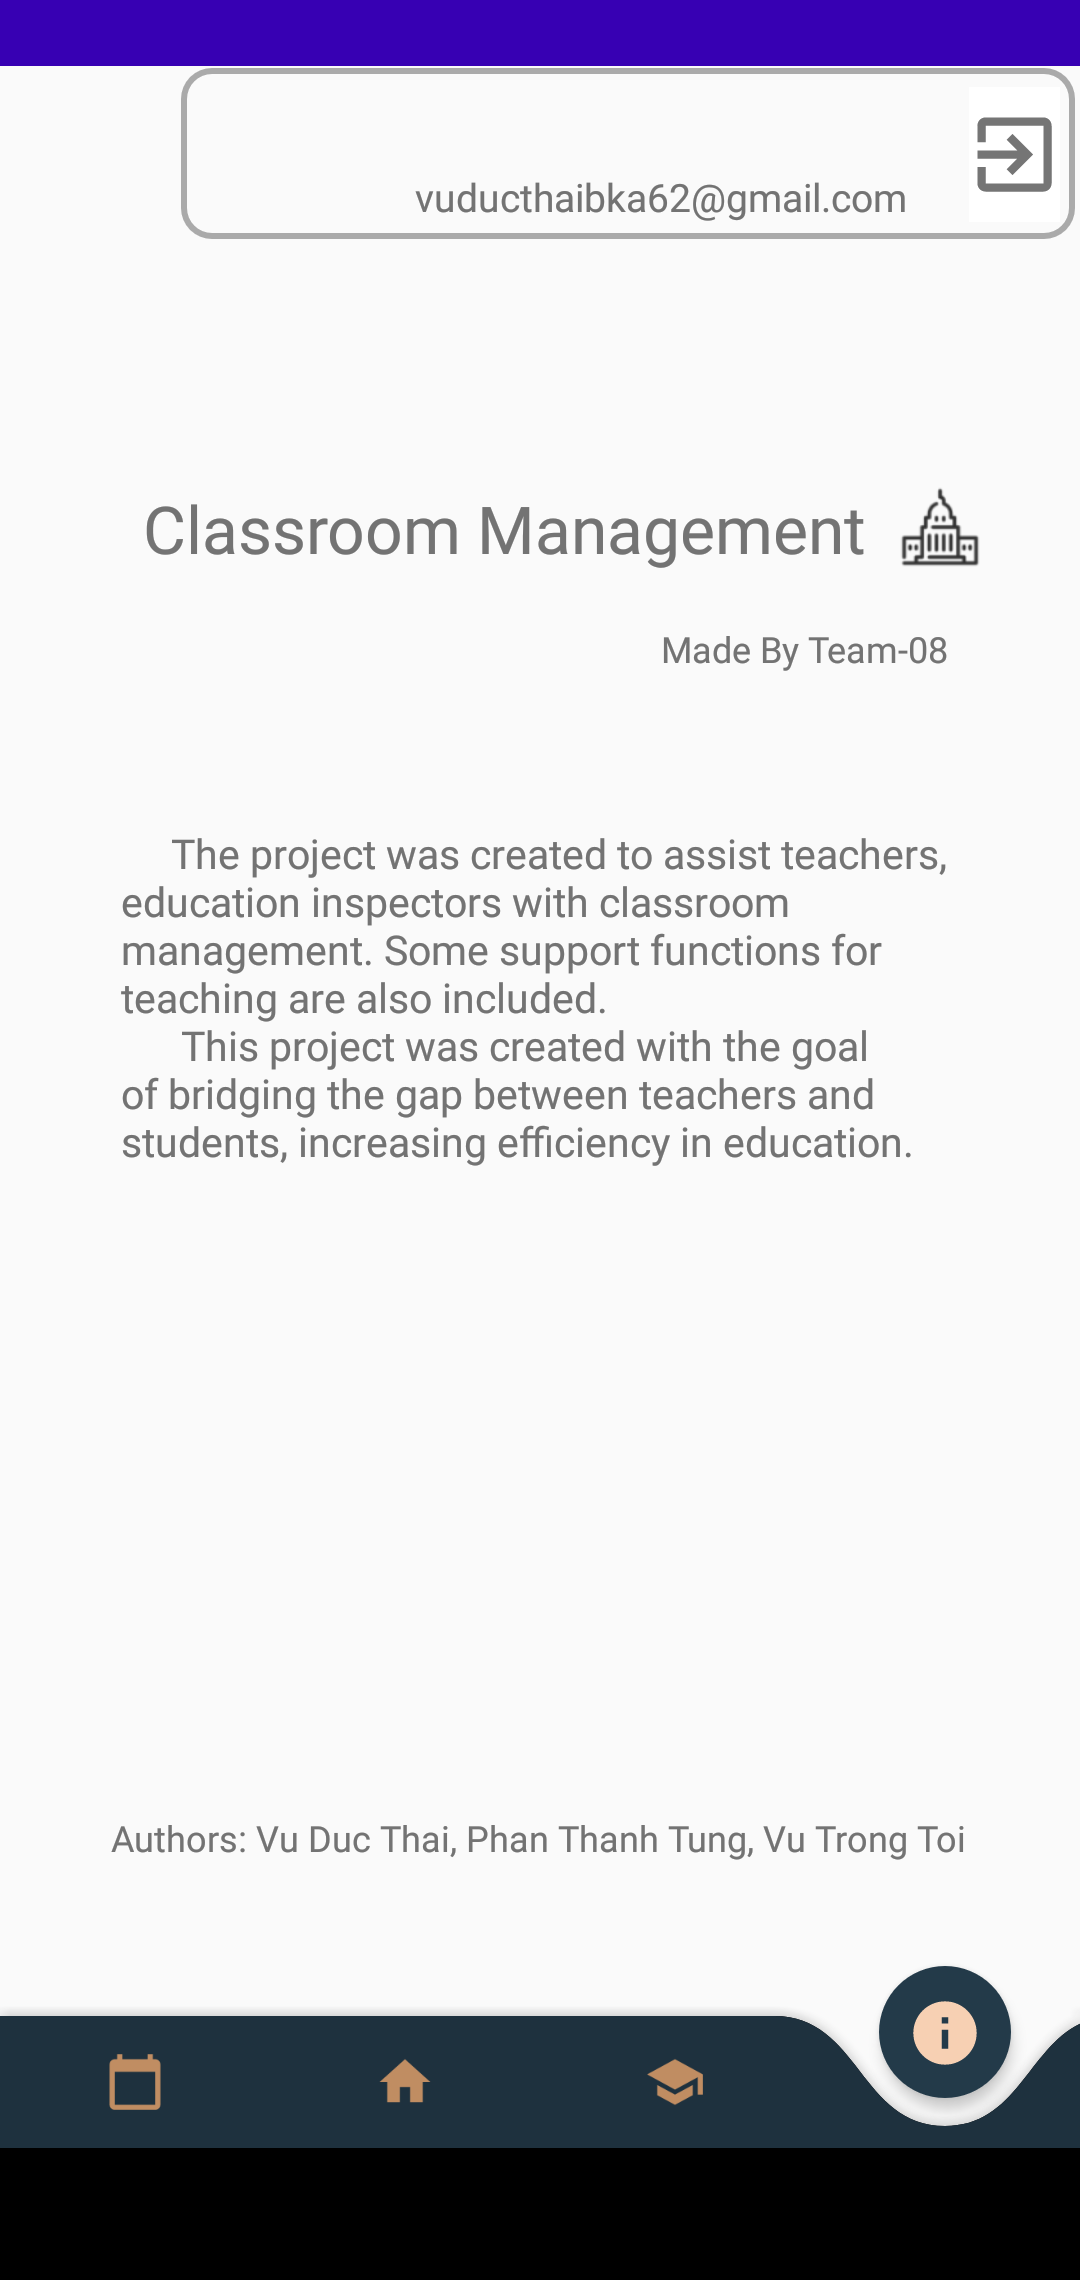 vuducthaibka62@gmail.com
Classroom Management
Made By Team-08
The project was created to assist teachers,
education inspectors with classroom
management. Some support functions for
teaching are also included.
This project was created with the goal
of bridging the gap between teachers and
students, increasing efficiency in education.
Authors: Vu Duc Thai, Phan Thanh Tung, Vu Trong Toi